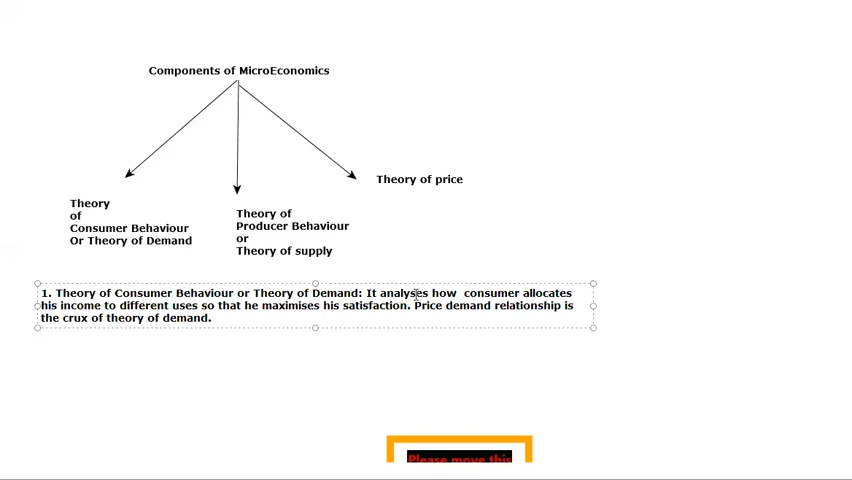 Components of MicroEconomics
Theory of price
Theory
of
Consumer Behaviour
Or Theory of Demand
Theory of
Producer Behaviour
or
Theory of supply
1. Theory of Consumer Behaviour or Theory of Demand: It analyses how  consumer allocates
his income to different uses so that he maximises his satisfaction. Price demand relationship is
the crux of theory of demand.
Please move this